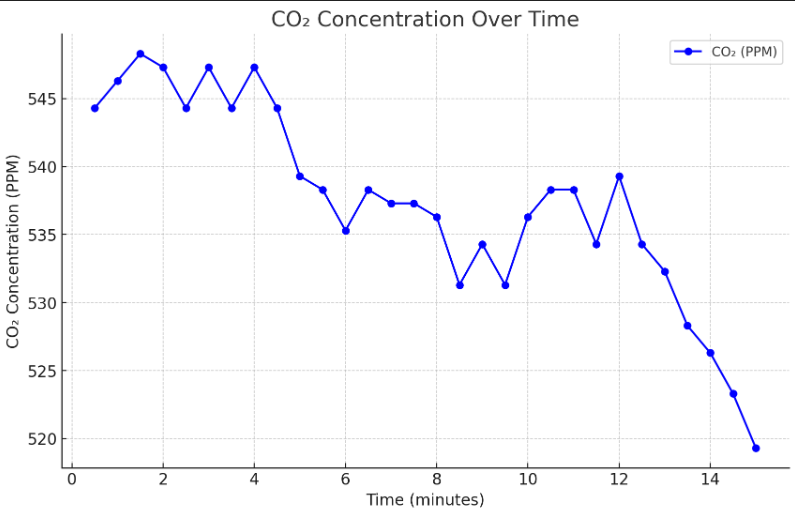 CO₂ Concentration Over Time
CO₂ (PPM)
CO₂ Concentration (PPM)
545
540
535
530
525
520
0 2 4 6 8 10 12 14
Time (minutes)